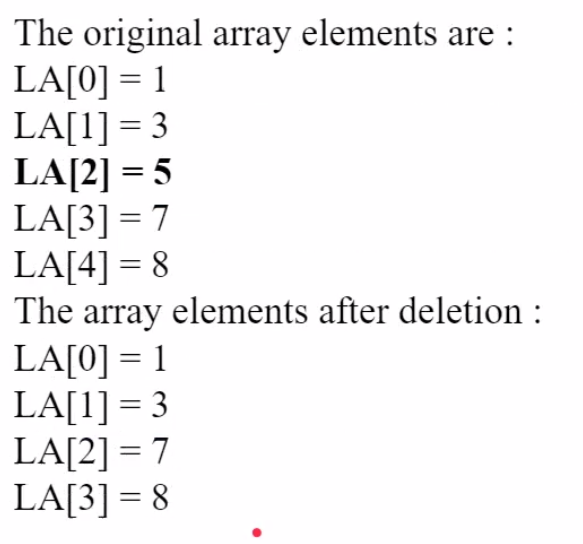 The original array elements are :
LA[0] = 1
LA[1] = 3
LA[2] = 5
LA[3] = 7
LA[4] = 8
The array elements after deletion :
LA[0] = 1
LA[1] = 3
LA[2] = 7
LA[3] = 8